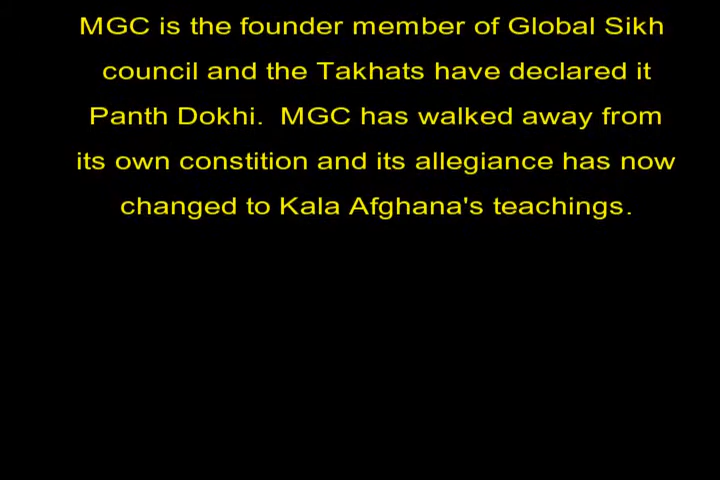 MGC is the founder member of Global Sikh
council and the Takhats have declared it
Panth Dokhi.  MGC has walked away from
its own constition and its allegiance has now
changed to Kala Afghana's teachings.